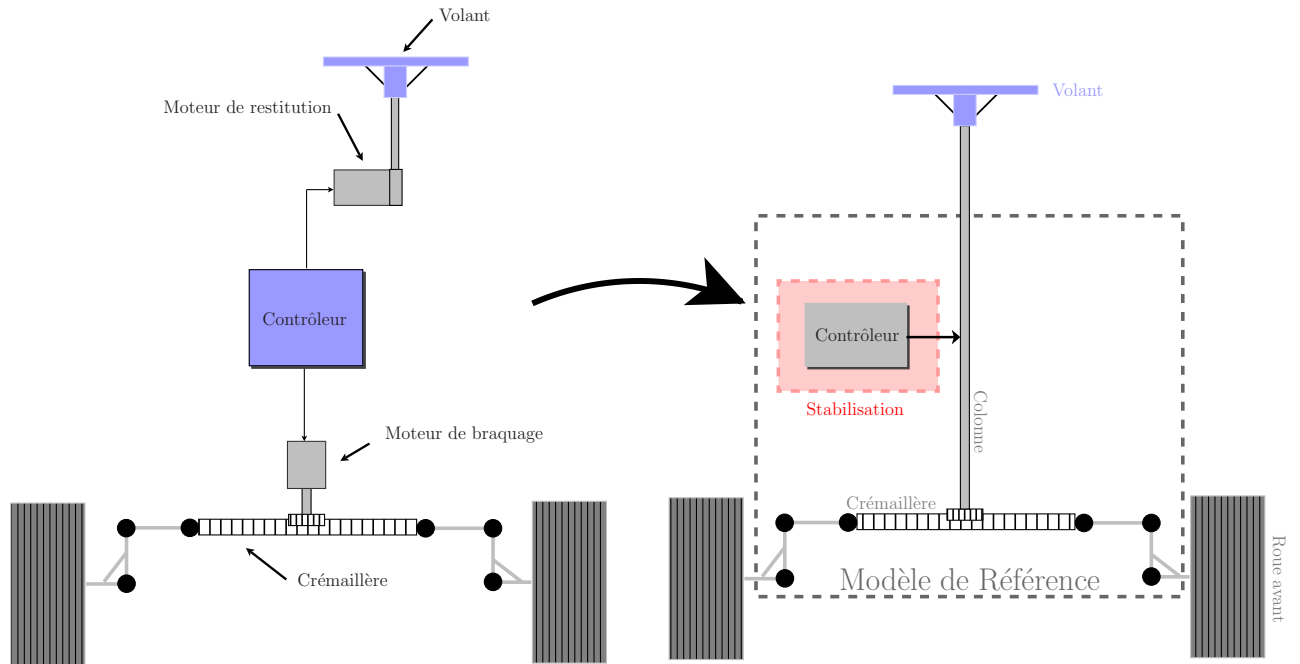 Volant
Moteur de restitution
Contrôleur
Moteur de braquage
Crémaillère
Volant
Contrôleur
Stabilisation
Colonne
Crémaillère
Modèle de Référence
Roue avant